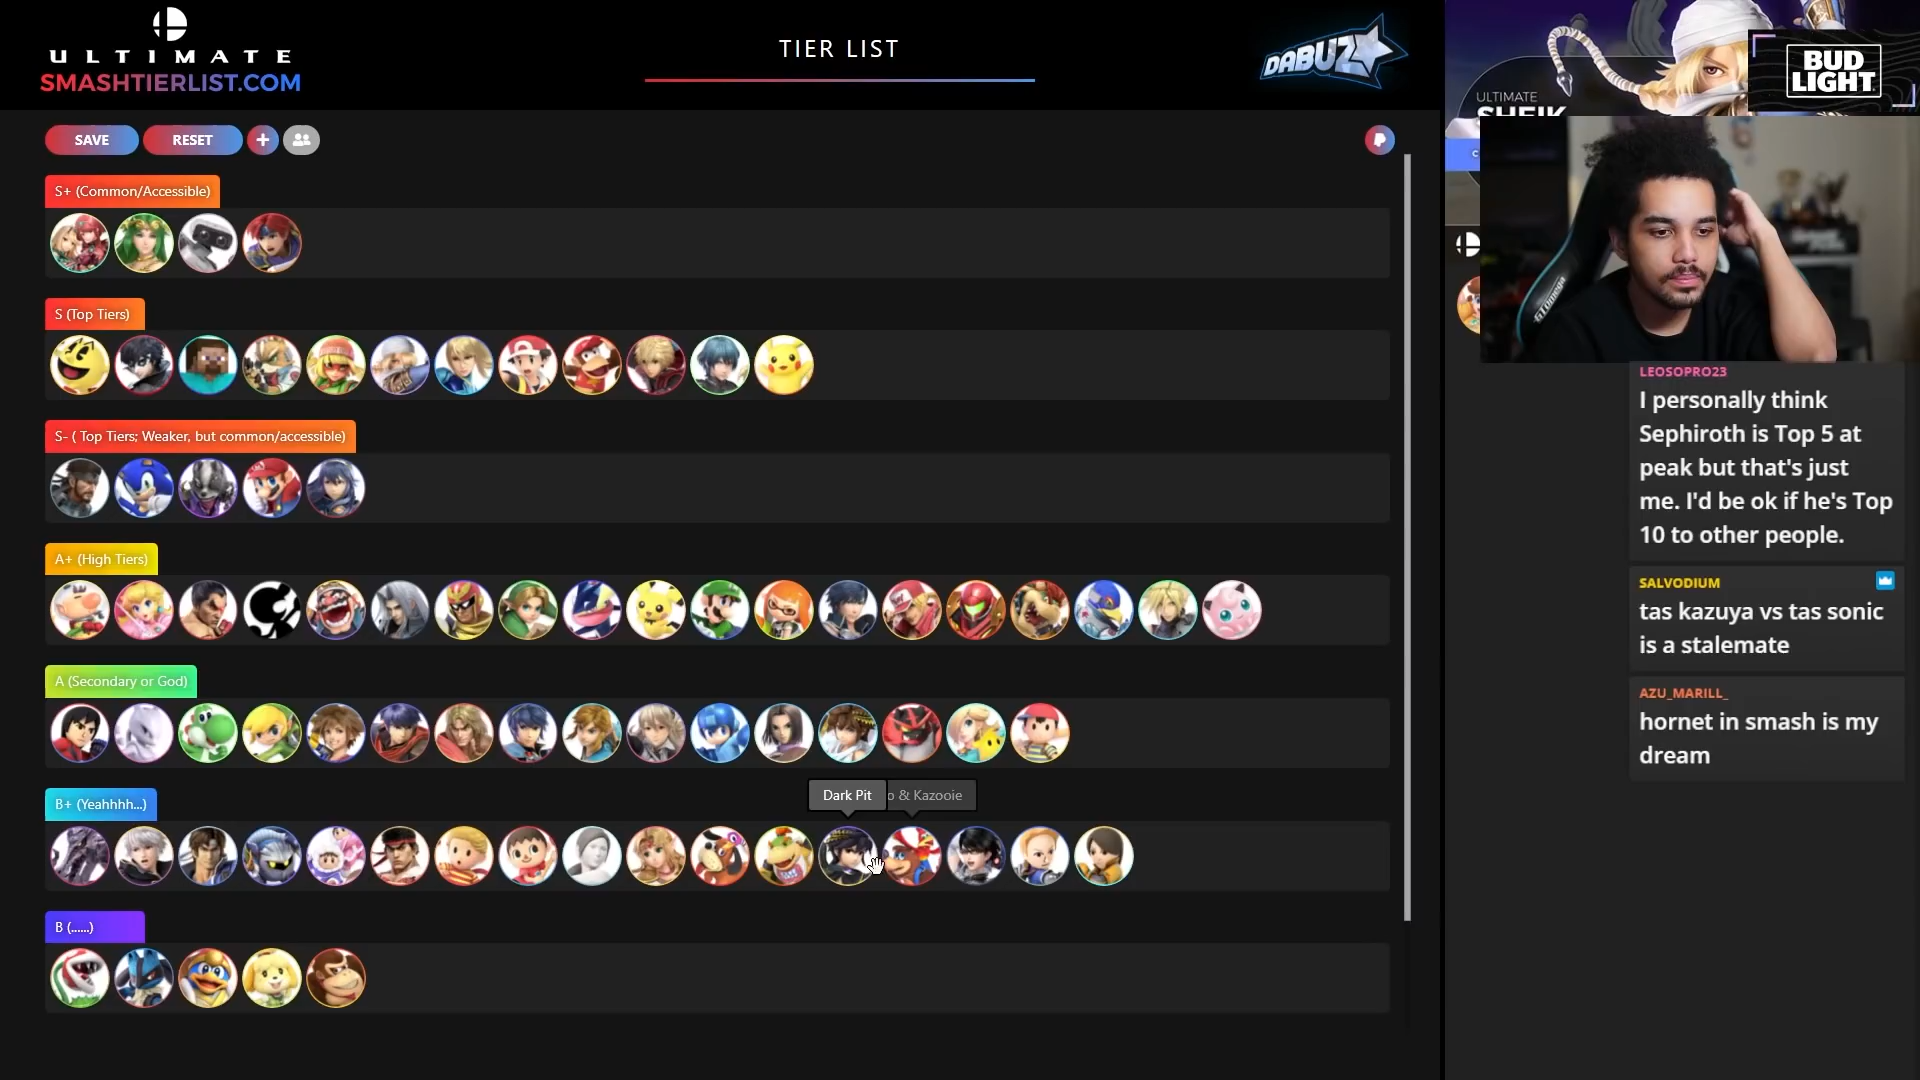 ULTIMATE
SMASHTIERLIST.COM
TIER LIST
DABUZ
SAVE
RESET
+
S+ (Common/Accessible)
S (Top Tiers)
S- ( Top Tiers; Weaker, but common/accessible)
A+ (High Tiers)
A (Secondary or God)
B+ (Yeahhhh...)
Dark Pit
o & Kazooie
B (......)
ULTIMATE
SHEIK
BUD
LIGHT
C
GTOmega
LEOSOPRO23
I personally think
Sephiroth is Top 5 at
peak but that's just
me. I'd be ok if he's Top
10 to other people.
SALVODIUM
tas kazuya vs tas sonic
is a stalemate
AZU_MARILL_
hornet in smash is my
dream